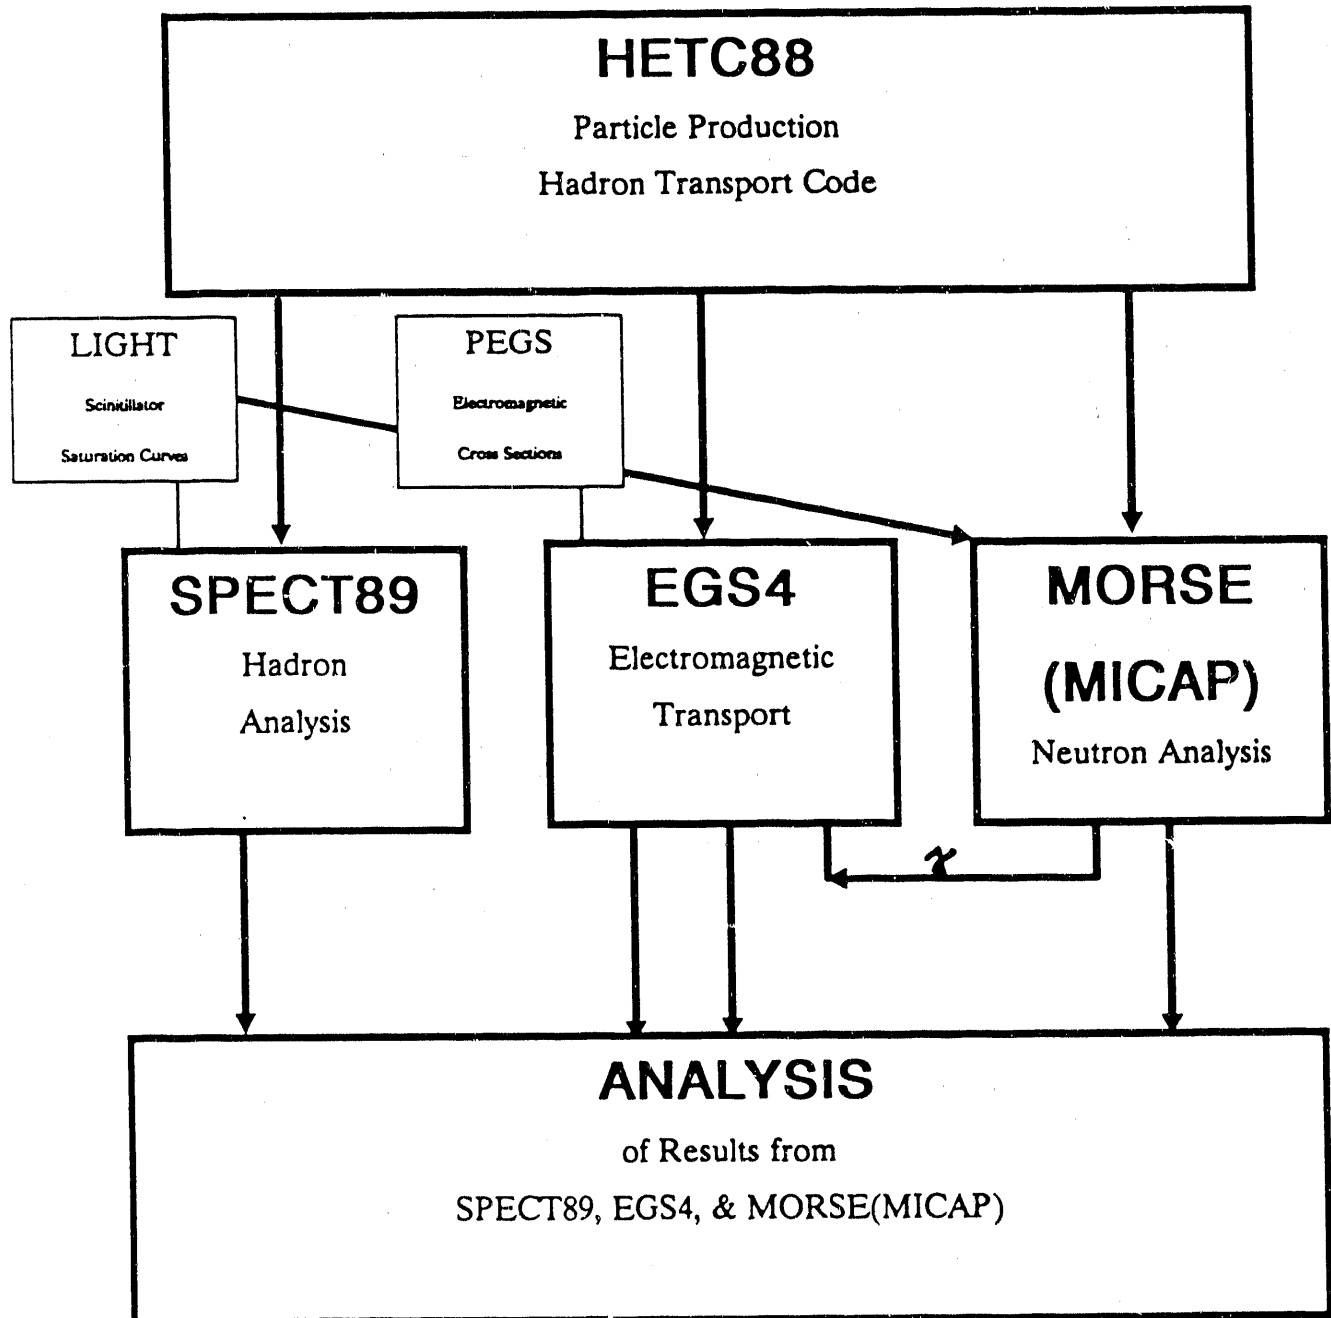 HETC88
Particle Production
Hadron Transport Code
LIGHT
Scinitillator
Saturation Curves
PEGS
Electromagnetic
Cross Sections
SPECT89
Hadron
Analysis
EGS4
Electromagnetic
Transport
MORSE
(MICAP)
Neutron Analysis
γ
ANALYSIS
of Results from
SPECT89, EGS4, & MORSE(MICAP)